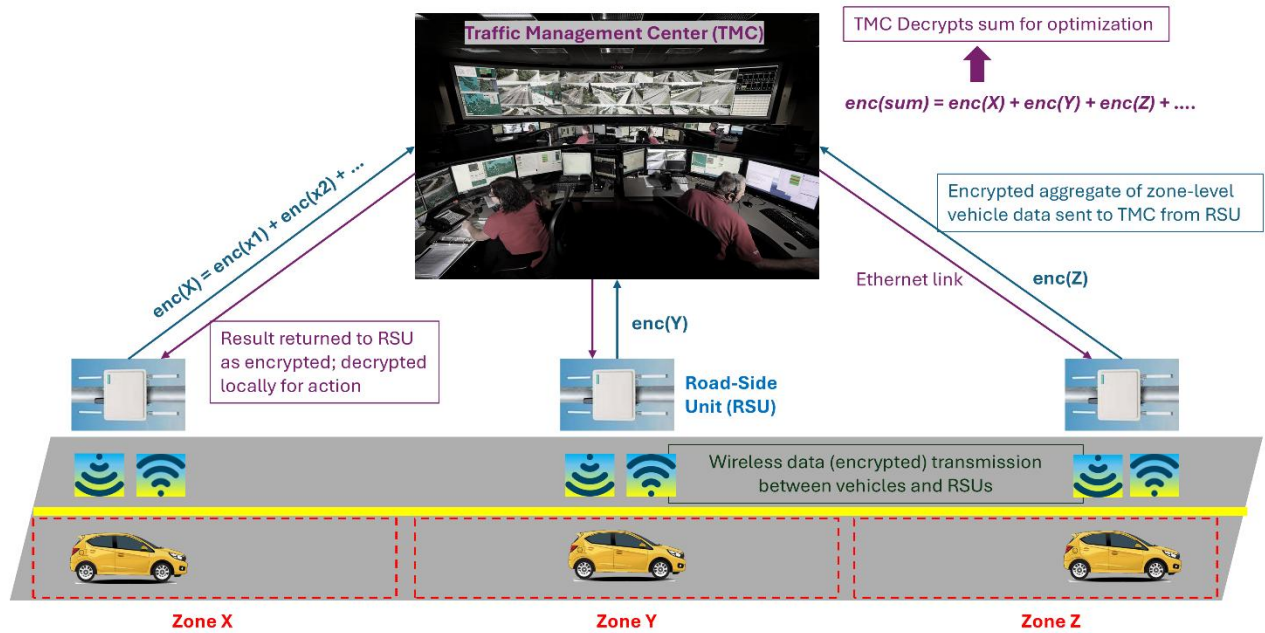 Traffic Management Center (TMC)
TMC Decrypts sum for optimization
enc(sum) = enc(X) + enc(Y) + enc(Z) + ....
enc(X) = enc(x1) + enc(x2) + ...
Encrypted aggregate of zone-level
vehicle data sent to TMC from RSU
Ethernet link
enc(Z)
enc(Y)
Result returned to RSU
as encrypted; decrypted
locally for action
Road-Side
Unit (RSU)
Wireless data (encrypted) transmission
between vehicles and RSUs
Zone X
Zone Y
Zone Z